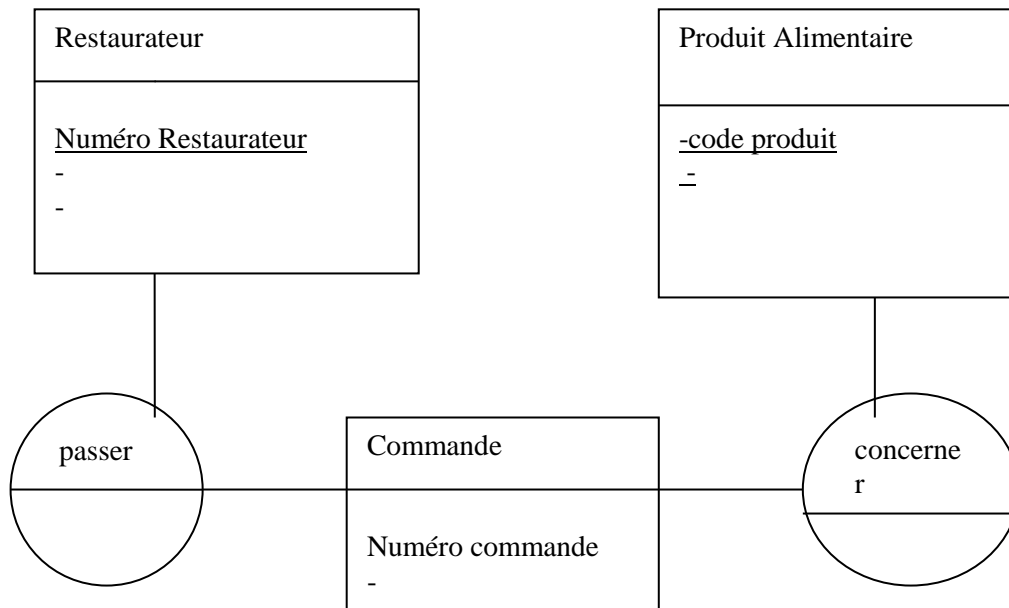 Restaurateur
Numéro Restaurateur
-
-
Produit Alimentaire
-code produit
-
passer
Commande
Numéro commande
-
concerne
r